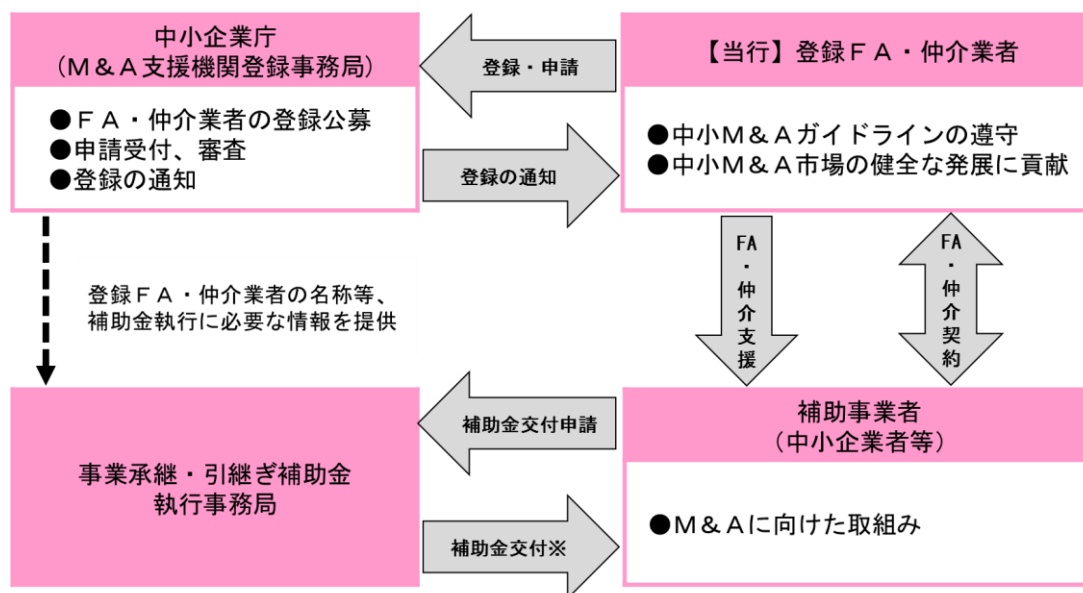 中小企業庁
(M&A支援機関登録事務局)
●FA・仲介業者の登録公募
●申請受付、審査
●登録の通知
登録・申請
登録の通知
【当行】登録FA・仲介業者
●中小M&Aガイドラインの遵守
●中小M&A市場の健全な発展に貢献
登録FA・仲介業者の名称等、
補助金執行に必要な情報を提供
FA・仲介支援
FA・仲介契約
事業承継・引継ぎ補助金
執行事務局
補助金交付申請
補助金交付※
補助事業者
(中小企業者等)
●M&Aに向けた取組み